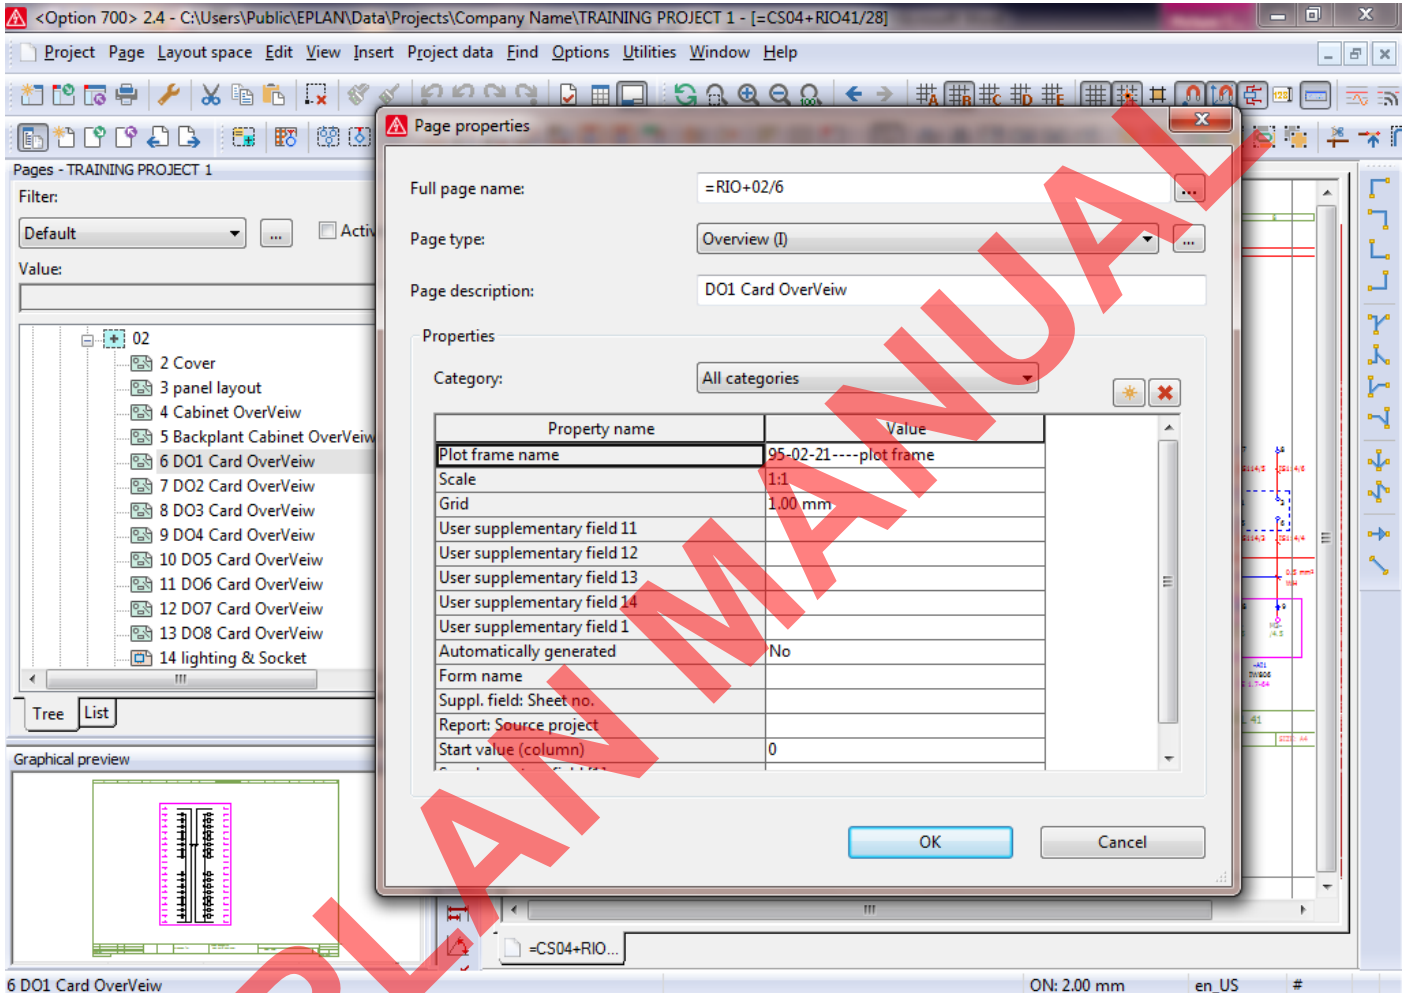 <Option 700> 2.4 - C:\Users\Public\EPLAN\Data\Projects\Company Name\TRAINING PROJECT 1 - [=CS04+RIO41/28]
Project Page Layout space Edit View Insert Project data Find Options Utilities Window Help
Pages - TRAINING PROJECT 1
Filter:
Default
...
Activ
Value:
02
2 Cover
3 panel layout
4 Cabinet OverVeiw
5 Backplant Cabinet OverVeiw
6 DO1 Card OverVeiw
7 DO2 Card OverVeiw
8 DO3 Card OverVeiw
9 DO4 Card OverVeiw
10 DO5 Card OverVeiw
11 DO6 Card OverVeiw
12 DO7 Card OverVeiw
13 DO8 Card OverVeiw
14 lighting & Socket
Tree List
Graphical preview
Page properties
Full page name: =RIO+02/6 ...
Page type: Overview (I) ...
Page description: DO1 Card OverVeiw
Properties
Category: All categories
Property name Value
Plot frame name 95-02-21----plot frame
Scale 1:1
Grid 1.00 mm
User supplementary field 11
User supplementary field 12
User supplementary field 13
User supplementary field 14
User supplementary field 1
Automatically generated No
Form name
Suppl. field: Sheet no.
Report: Source project
Start value (column) 0
OK Cancel
=CS04+RIO...
6 DO1 Card OverVeiw ON: 2.00 mm en_US #
PLAN MANUAL